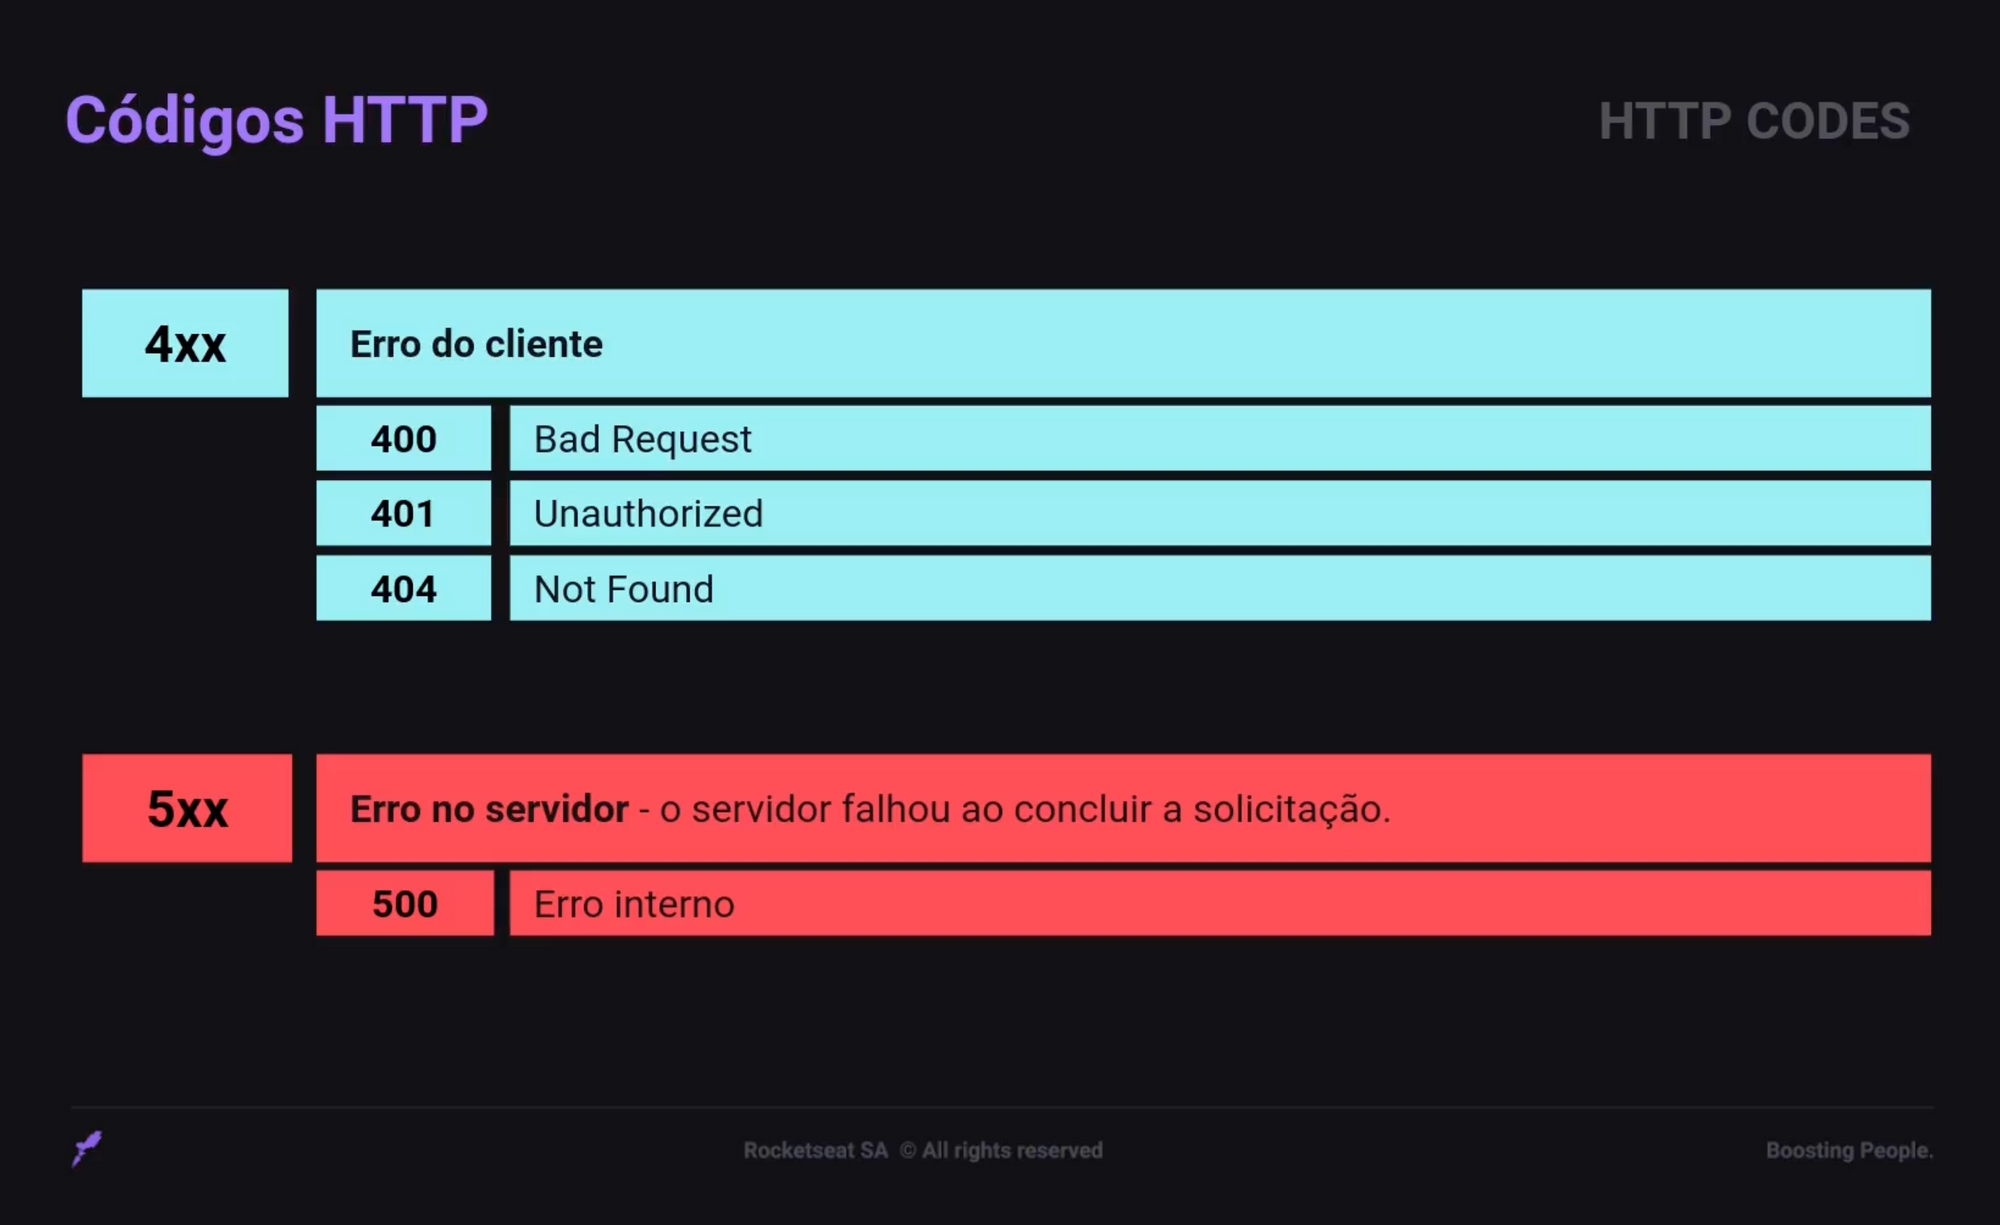 Códigos HTTP
HTTP CODES
4xx
Erro do cliente
400
Bad Request
401
Unauthorized
404
Not Found
5xx
Erro no servidor - o servidor falhou ao concluir a solicitação.
500
Erro interno
Rocketseat SA © All rights reserved
Boosting People.